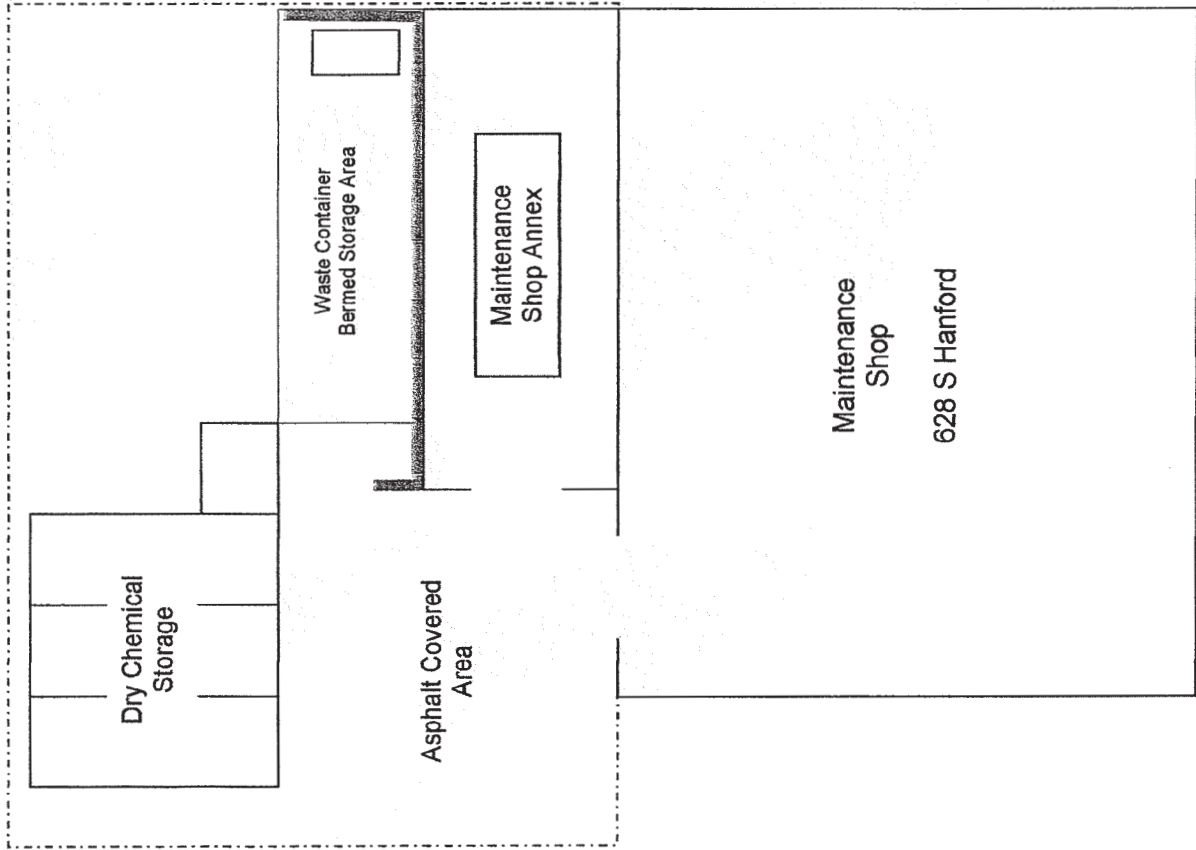 Dry Chemical
Storage
Waste Container
Bermed Storage Area
Asphalt Covered
Area
Maintenance
Shop Annex
Maintenance
Shop
628 S Hanford